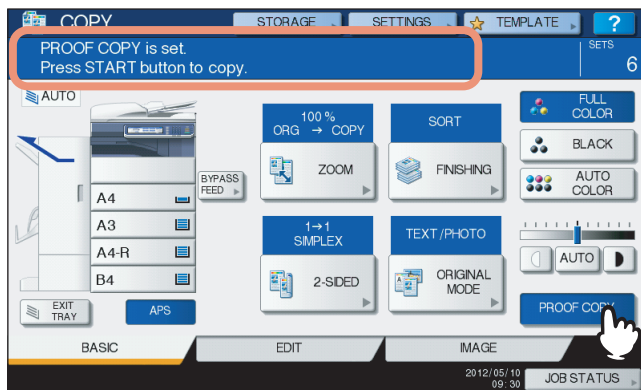 COPY
STORAGE
SETTINGS
TEMPLATE
?
PROOF COPY is set.
Press START button to copy.
SETS
6
AUTO
100 %
ORG → COPY
SORT
FULL
COLOR
BLACK
ZOOM
FINISHING
BYPASS
FEED
AUTO
COLOR
A4
A3
A4-R
B4
1→1
SIMPLEX
TEXT/PHOTO
2-SIDED
ORIGINAL
MODE
AUTO
EXIT
TRAY
APS
PROOF COPY
BASIC
EDIT
IMAGE
2012/05/10
09:30
JOB STATUS